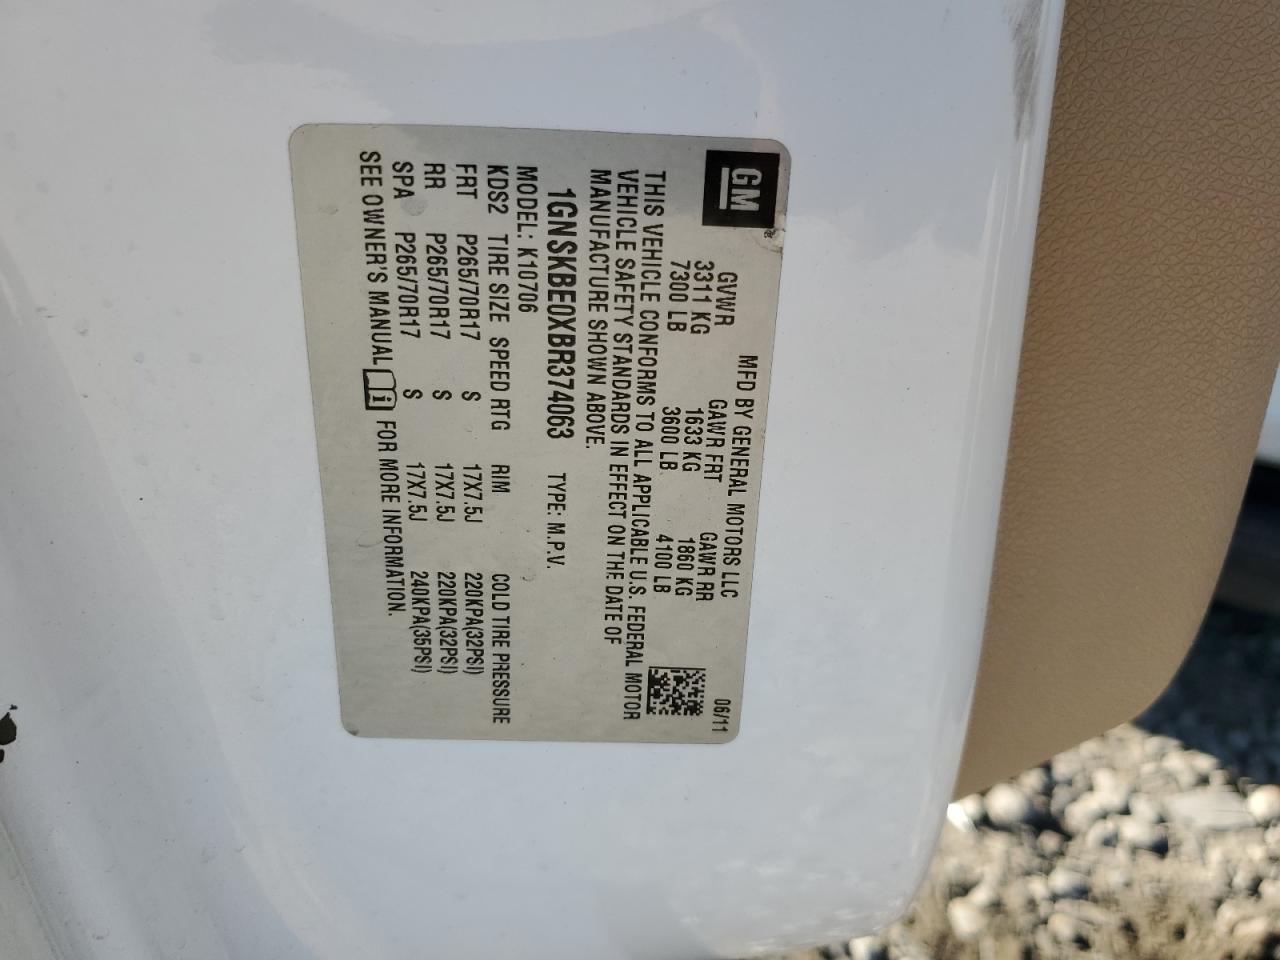 GM
MFD BY GENERAL MOTORS LLC 06/11
GVWR GAWR FRT GAWR RR
3311 KG 1633 KG 1860 KG
7300 LB 3600 LB 4100 LB
THIS VEHICLE CONFORMS TO ALL APPLICABLE U.S. FEDERAL MOTOR
VEHICLE SAFETY STANDARDS IN EFFECT ON THE DATE OF
MANUFACTURE SHOWN ABOVE.
1GNSKBE0XBR374063 TYPE: M.P.V.
MODEL: K10706
KDS2 TIRE SIZE SPEED RTG RIM COLD TIRE PRESSURE
FRT P265/70R17 S 17X7.5J 220KPA(32PSI)
RR P265/70R17 S 17X7.5J 220KPA(32PSI)
SPA P265/70R17 S 17X7.5J 240KPA(35PSI)
SEE OWNER'S MANUAL i FOR MORE INFORMATION.